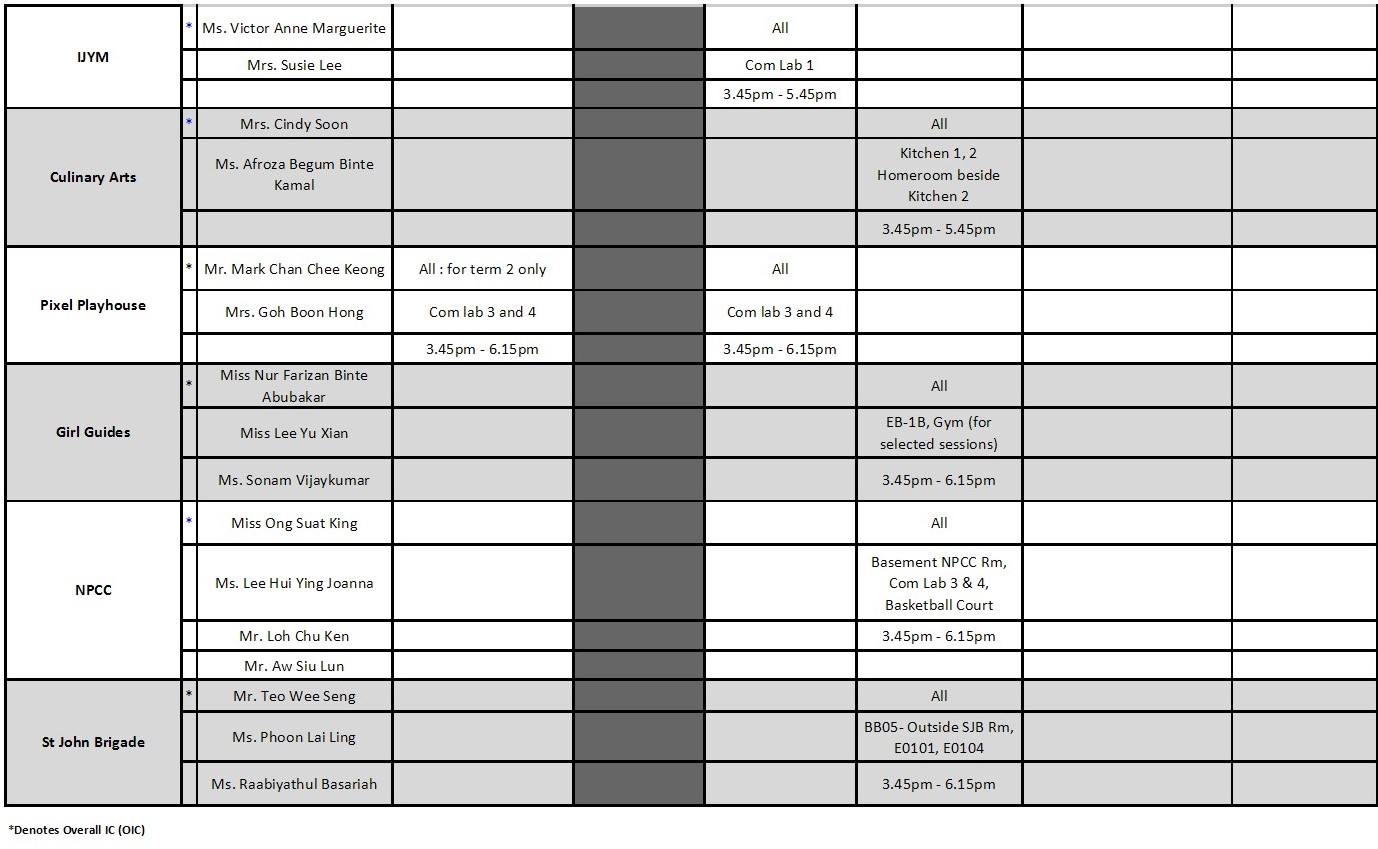 * Ms. Victor Anne Marguerite All
IJYM
Mrs. Susie Lee Com Lab 1
3.45pm - 5.45pm
* Mrs. Cindy Soon All
Culinary Arts
Ms. Afroza Begum Binte
Kamal
Kitchen 1, 2
Homeroom beside
Kitchen 2
3.45pm - 5.45pm
* Mr. Mark Chan Chee Keong All : for term 2 only All
Pixel Playhouse
Mrs. Goh Boon Hong Com lab 3 and 4 Com lab 3 and 4
3.45pm - 6.15pm 3.45pm - 6.15pm
*
Miss Nur Farizan Binte
Abubakar
All
Girl Guides
Miss Lee Yu Xian
EB-1B, Gym (for
selected sessions)
Ms. Sonam Vijaykumar 3.45pm - 6.15pm
* Miss Ong Suat King All
NPCC
Ms. Lee Hui Ying Joanna
Basement NPCC Rm,
Com Lab 3 & 4,
Basketball Court
Mr. Loh Chu Ken 3.45pm - 6.15pm
Mr. Aw Siu Lun
* Mr. Teo Wee Seng All
St John Brigade
Ms. Phoon Lai Ling
BB05- Outside SJB Rm,
E0101, E0104
Ms. Raabiyathul Basariah 3.45pm - 6.15pm
*Denotes Overall IC (OIC)